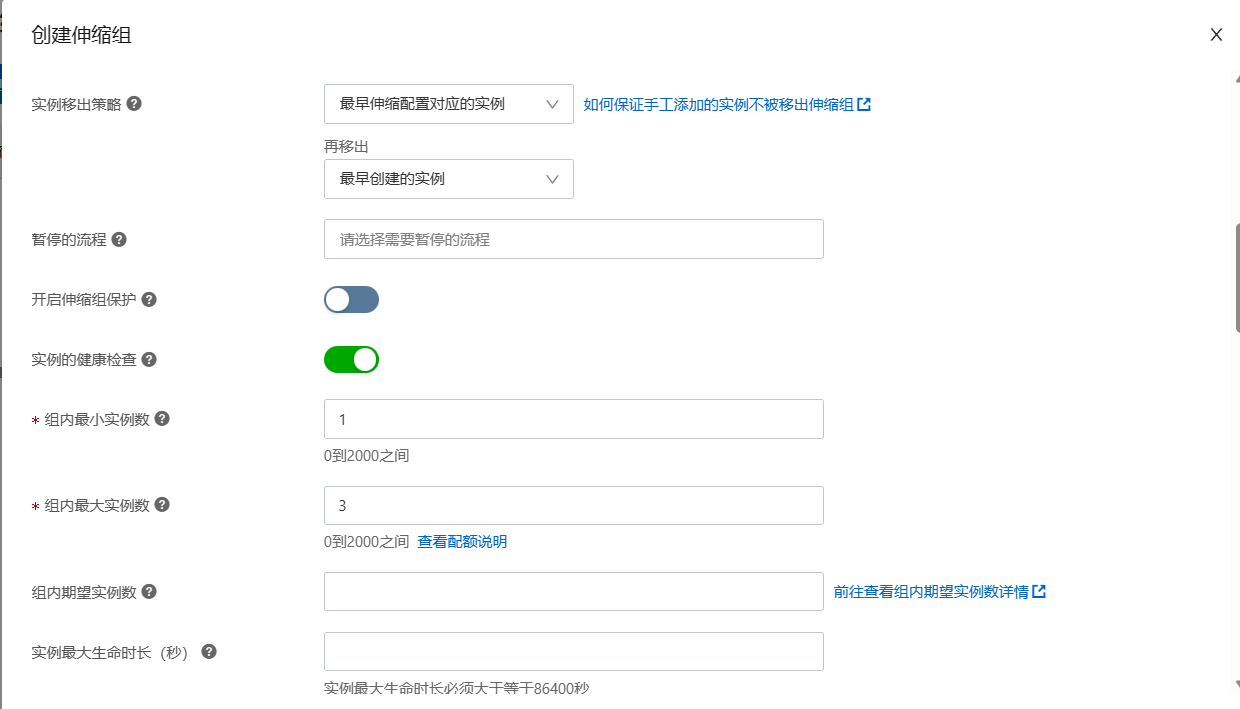 创建伸缩组
X
实例移出策略 ?
最早伸缩配置对应的实例
如何保证手工添加的实例不被移出伸缩组
再移出
最早创建的实例
暂停的流程 ?
请选择需要暂停的流程
开启伸缩组保护 ?
实例的健康检查 ?
* 组内最小实例数 ?
1
0到2000之间
* 组内最大实例数 ?
3
0到2000之间 查看配额说明
组内期望实例数 ?
前往查看组内期望实例数详情
实例最大生命时长（秒） ?
实例最大生命时长必须大于等于86400秒